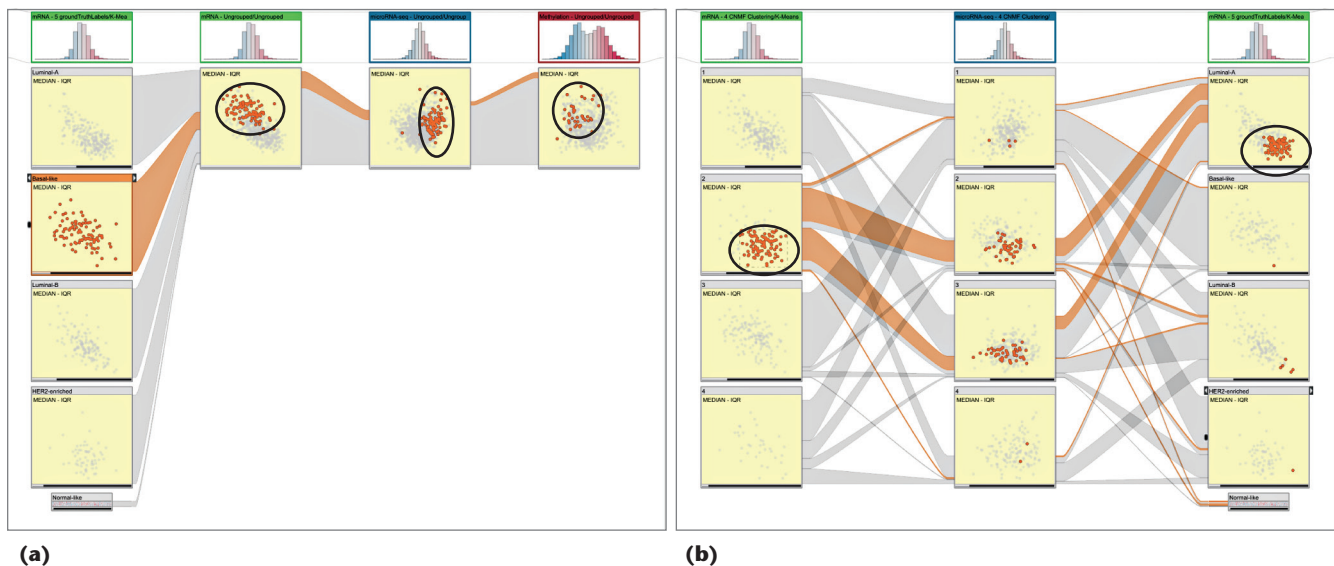 mRNA - 5 groundTruthLabels/K-Mea
mRNA - Ungrouped/Ungrouped
microRNA-seq - Ungrouped/Ungroup
Methylation - Ungrouped/Ungrouped
Luminal-A
MEDIAN - IQR
MEDIAN - IQR
MEDIAN - IQR
MEDIAN - IQR
Basal-like
MEDIAN - IQR
Luminal-B
MEDIAN - IQR
HER2-enriched
MEDIAN - IQR
Normal-like
(a)
mRNA - 4 CNMF Clustering/K-Means
microRNA-seq - 4 CNMF Clustering/
mRNA - 5 groundTruthLabels/K-Mea
1
MEDIAN - IQR
1
MEDIAN - IQR
Luminal-A
MEDIAN - IQR
2
MEDIAN - IQR
2
MEDIAN - IQR
Basal-like
MEDIAN - IQR
3
MEDIAN - IQR
3
MEDIAN - IQR
Luminal-B
MEDIAN - IQR
4
MEDIAN - IQR
4
MEDIAN - IQR
HER2-enriched
MEDIAN - IQR
Normal-like
(b)